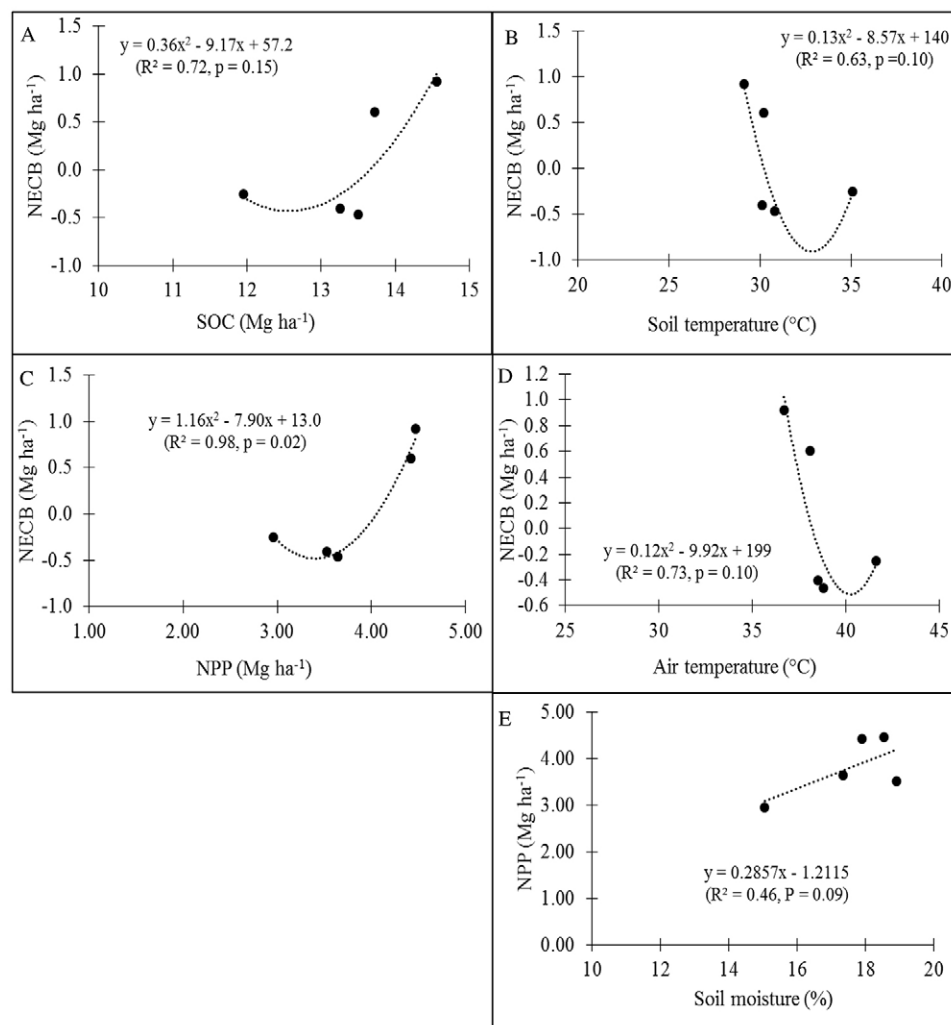 A
y = 0.36x² - 9.17x + 57.2
(R² = 0.72, p = 0.15)
NECB (Mg ha⁻¹)
1.5
1.0
0.5
0.0
-0.5
-1.0
10 11 12 13 14 15
SOC (Mg ha⁻¹)
B
y = 0.13x² - 8.57x + 140
(R² = 0.63, p =0.10)
NECB (Mg ha⁻¹)
1.5
1.0
0.5
0.0
-0.5
-1.0
20 25 30 35 40
Soil temperature (°C)
C
y = 1.16x² - 7.90x + 13.0
(R² = 0.98, p = 0.02)
NECB (Mg ha⁻¹)
1.5
1.0
0.5
0.0
-0.5
-1.0
1.00 2.00 3.00 4.00 5.00
NPP (Mg ha⁻¹)
D
y = 0.12x² - 9.92x + 199
(R² = 0.73, p = 0.10)
NECB (Mg ha⁻¹)
1.2
1.0
0.8
0.6
0.4
0.2
0.0
-0.2
-0.4
-0.6
25 30 35 40 45
Air temperature (°C)
E
y = 0.2857x - 1.2115
(R² = 0.46, P = 0.09)
NPP (Mg ha⁻¹)
5.00
4.00
3.00
2.00
1.00
0.00
10 12 14 16 18 20
Soil moisture (%)